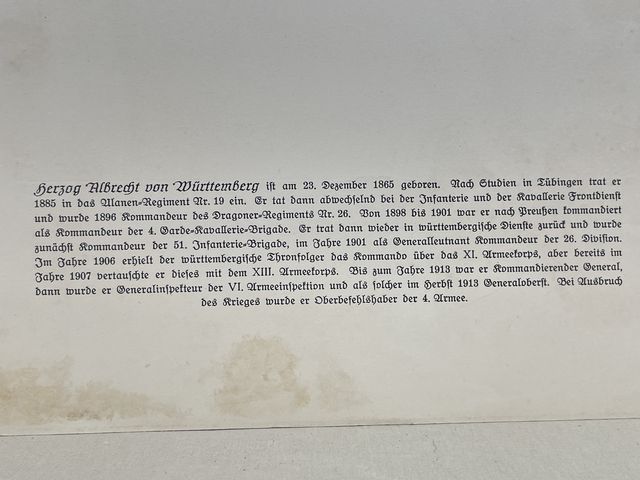 Herzog Albrecht von Württemberg ist am 23. Dezember 1865 geboren. Nach Studien in Tübingen trat er
1885 in das Ulanen-Regiment Nr. 19 ein. Er tat dann abwechselnd bei der Infanterie und der Kavallerie Frontdienst
und wurde 1896 Kommandeur des Dragoner-Regiments Nr. 26. Von 1898 bis 1901 war er nach Preußen kommandiert
als Kommandeur der 4. Garde-Kavallerie-Brigade. Er trat dann wieder in württembergische Dienste zurück und wurde
zunächst Kommandeur der 51. Infanterie-Brigade, im Jahre 1901 als Generalleutnant Kommandeur der 26. Division.
Im Jahre 1906 erhielt der württembergische Thronfolger das Kommando über das XI. Armeekorps, aber bereits im
Jahre 1907 vertauschte er dieses mit dem XIII. Armeekorps. Bis zum Jahre 1913 war er Kommandierender General,
dann wurde er Generalinspekteur der VI. Armeeinspektion und als solcher im Herbst 1913 Generaloberst. Bei Ausbruch
des Krieges wurde er Oberbefehlshaber der 4. Armee.